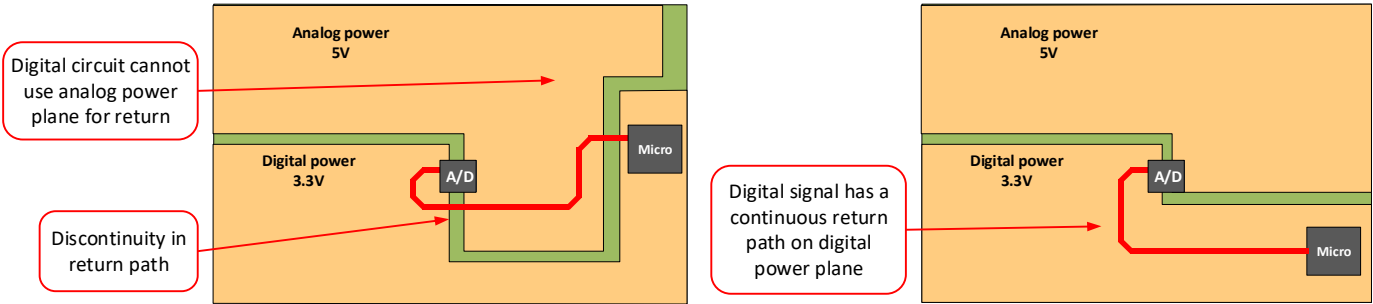 Digital circuit cannot
use analog power
plane for return
Discontinuity in
return path
Analog power
5V
Digital power
3.3V
A/D
Micro
Digital signal has a
continuous return
path on digital
power plane
Analog power
5V
Digital power
3.3V
A/D
Micro